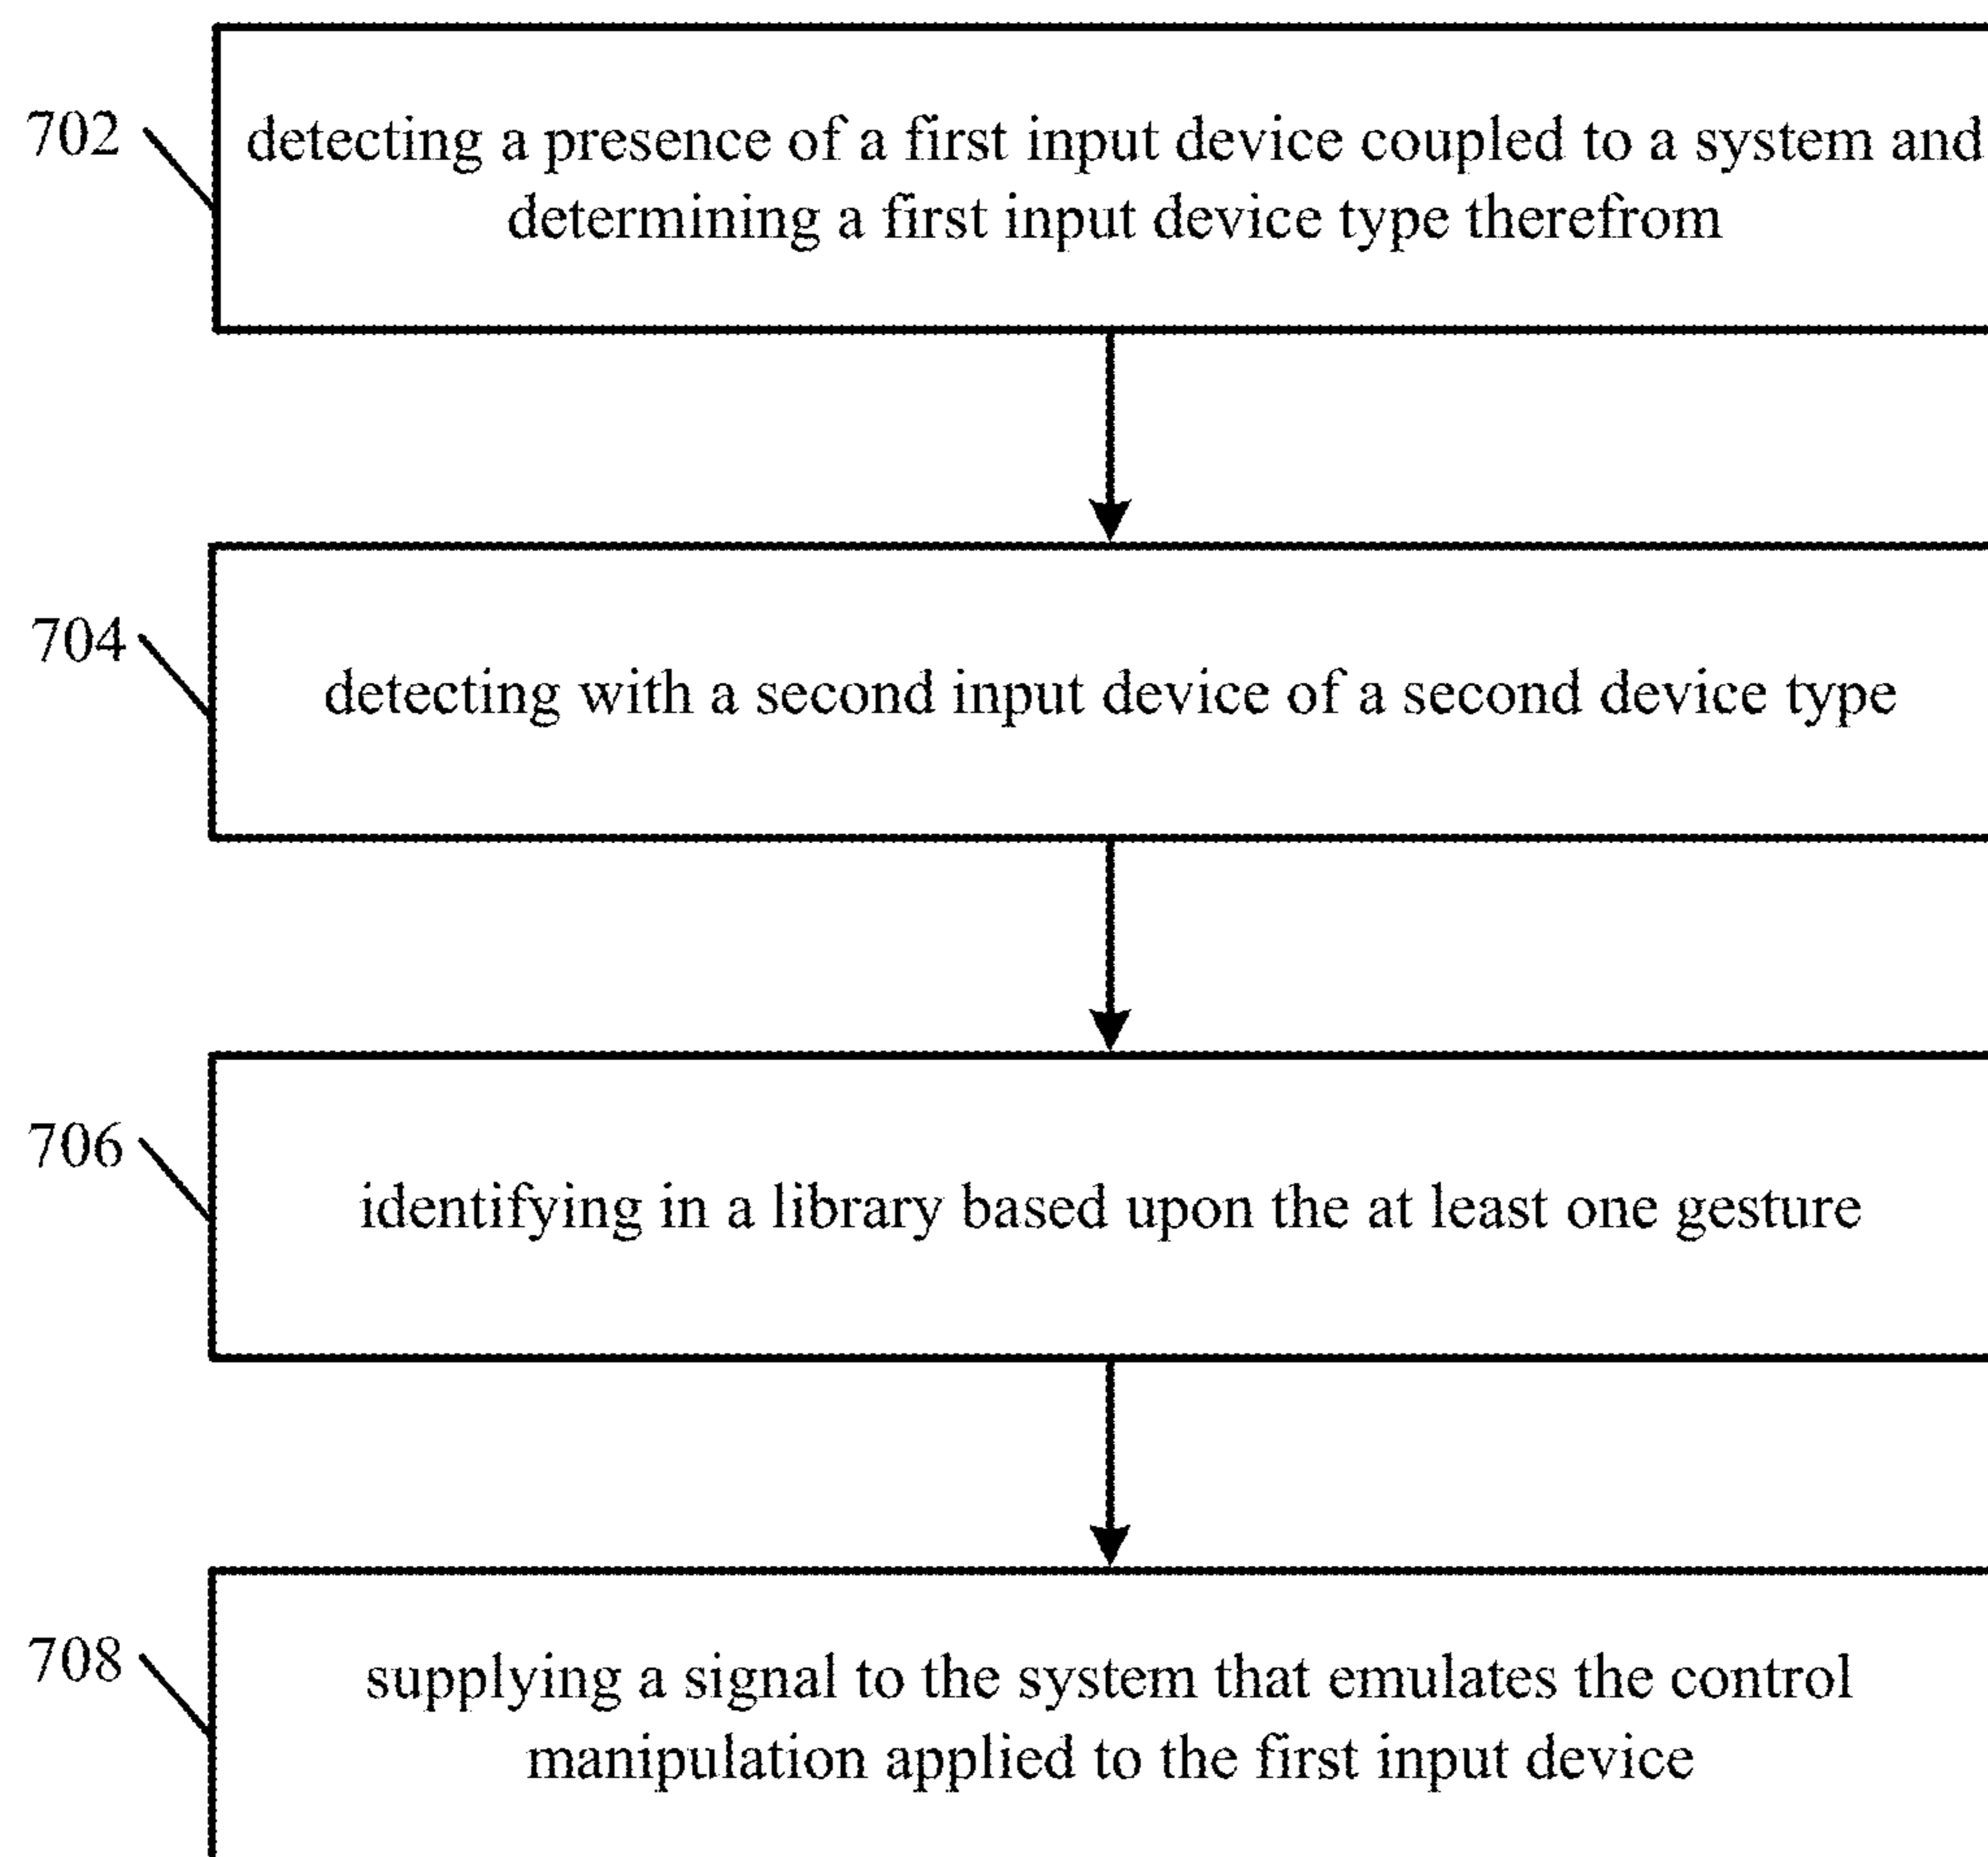 702
detecting a presence of a first input device coupled to a system and
determining a first input device type therefrom
704
detecting with a second input device of a second device type
706
identifying in a library based upon the at least one gesture
708
supplying a signal to the system that emulates the control
manipulation applied to the first input device